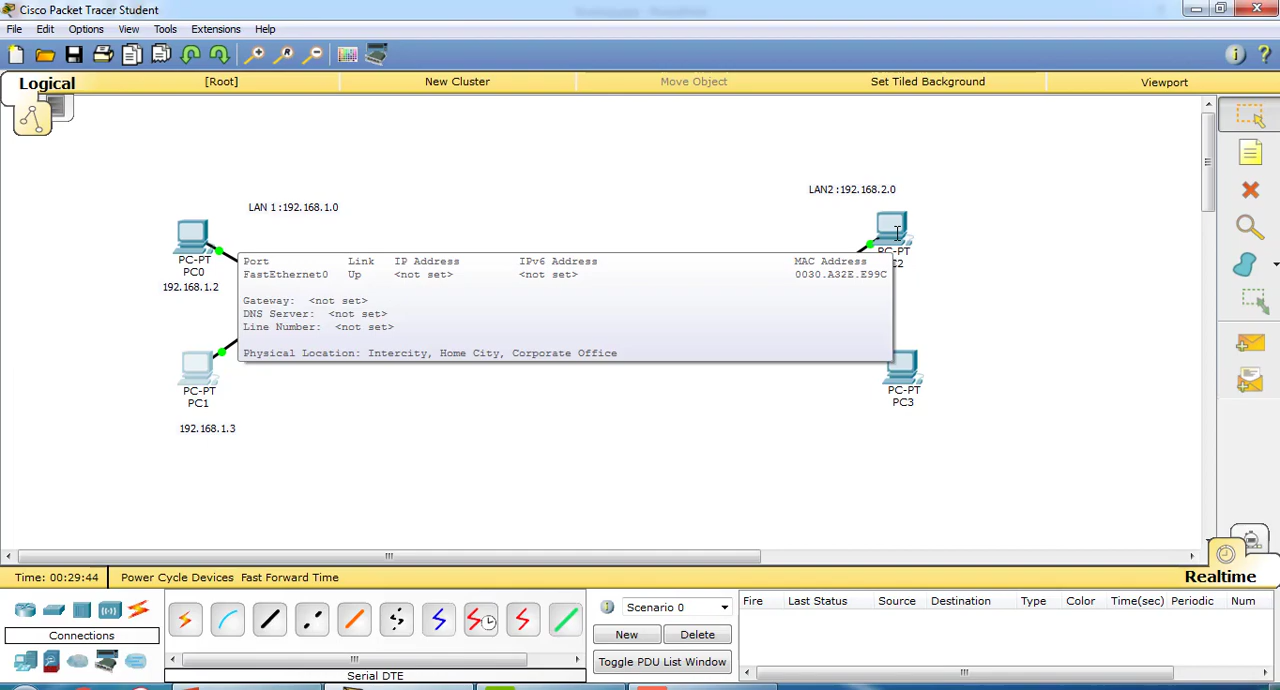 Cisco Packet Tracer Student
File Edit Options View Tools Extensions Help
Logical [Root] New Cluster Move Object Set Tiled Background Viewport
LAN2 :192.168.2.0
LAN 1 :192.168.1.0
PC-PT
PC0
192.168.1.2
PC-PT
C2
Port Link IP Address IPv6 Address MAC Address
FastEthernet0 Up <not set> <not set> 0030.A32E.E99C
Gateway: <not set>
DNS Server: <not set>
Line Number: <not set>
Physical Location: Intercity, Home City, Corporate Office
PC-PT
PC1
192.168.1.3
PC-PT
PC3
Time: 00:29:44 Power Cycle Devices Fast Forward Time Realtime
Connections
Serial DTE
Scenario 0
New Delete
Toggle PDU List Window
Fire Last Status Source Destination Type Color Time(sec) Periodic Num